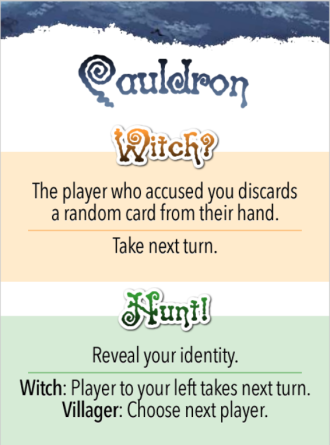 Cauldron
Witch?
The player who accused you discards
a random card from their hand.
Take next turn.
Hunt!
Reveal your identity.
Witch: Player to your left takes next turn.
Villager: Choose next player.